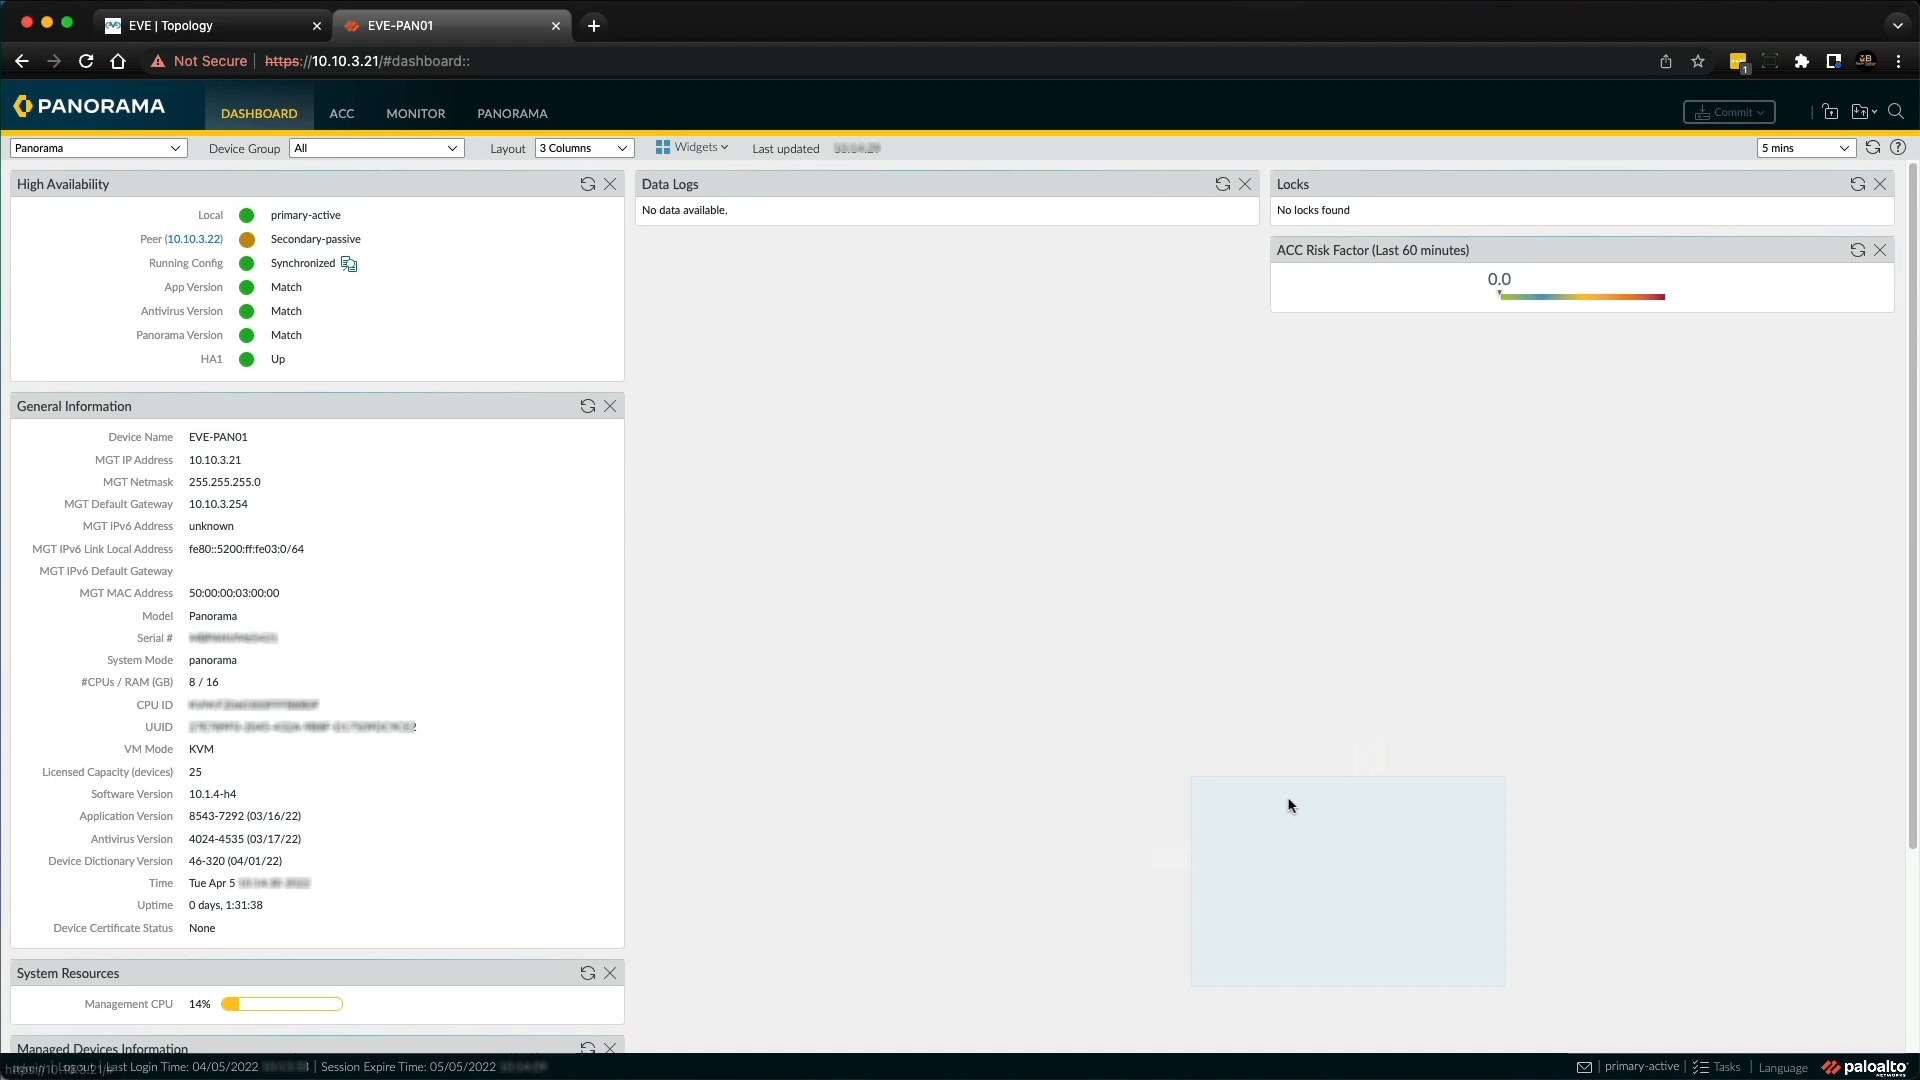 EVE | Topology
EVE-PAN01
Not Secure
https://10.10.3.21/#dashboard::
1
PANORAMA
DASHBOARD
ACC
MONITOR
PANORAMA
Commit
Panorama
Device Group
All
Layout
3 Columns
Widgets
Last updated
5 mins
High Availability
Local primary-active
Peer (10.10.3.22) Secondary-passive
Running Config Synchronized
App Version Match
Antivirus Version Match
Panorama Version Match
HA1 Up
General Information
Device Name EVE-PAN01
MGT IP Address 10.10.3.21
MGT Netmask 255.255.255.0
MGT Default Gateway 10.10.3.254
MGT IPv6 Address unknown
MGT IPv6 Link Local Address fe80::5200:ff:fe03:0/64
MGT IPv6 Default Gateway
MGT MAC Address 50:00:00:03:00:00
Model Panorama
Serial #
System Mode panorama
#CPUs / RAM (GB) 8 / 16
CPU ID
UUID
VM Mode KVM
Licensed Capacity (devices) 25
Software Version 10.1.4-h4
Application Version 8543-7292 (03/16/22)
Antivirus Version 4024-4535 (03/17/22)
Device Dictionary Version 46-320 (04/01/22)
Time Tue Apr 5
Uptime 0 days, 1:31:38
Device Certificate Status None
System Resources
Management CPU 14%
Managed Devices Information
Data Logs
No data available.
Locks
No locks found
ACC Risk Factor (Last 60 minutes)
0.0
Logout | Last Login Time: 04/05/2022
Session Expire Time: 05/05/2022
primary-active
Tasks
Language
paloalto
NETWORKS